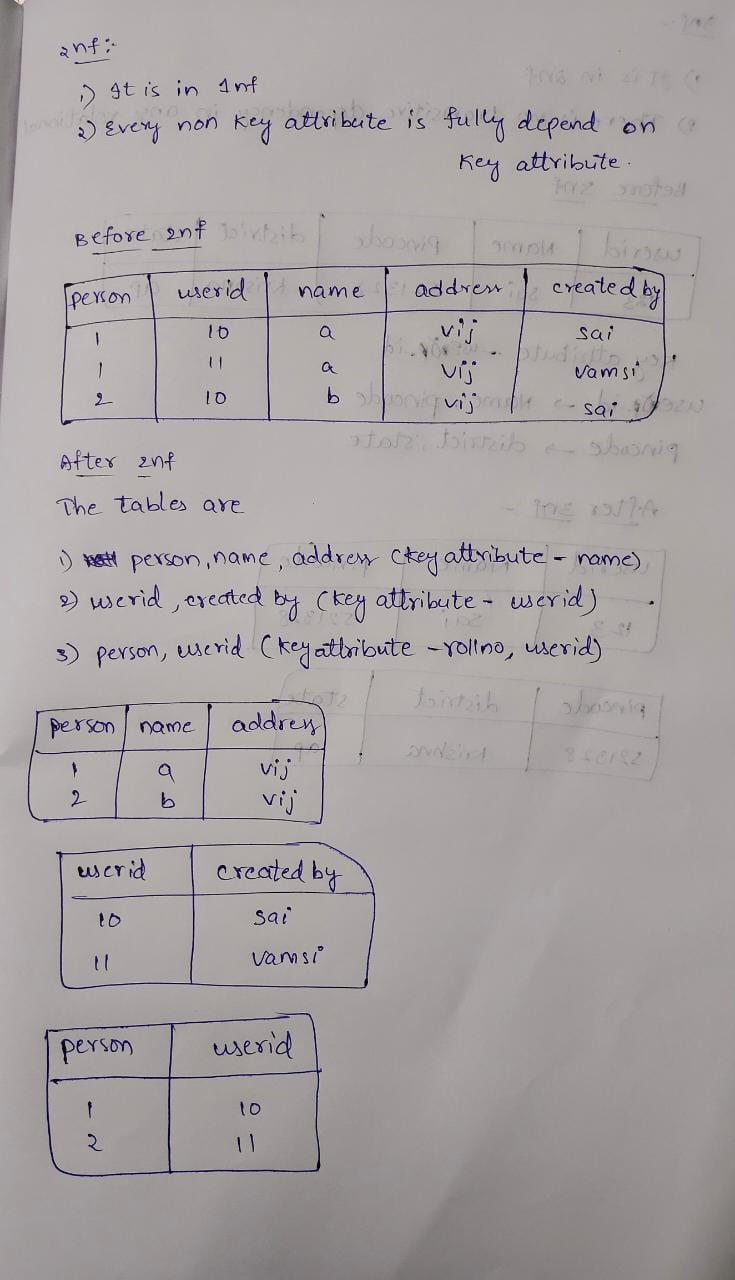 2nf:-
1) It is in 1nf
2) Every non key attribute is fully depend on
key attribute.
Before 2nf
person userid name address created by
1 10 a vij sai
1 11 a vij vamsi
2 10 b vij sai
After 2nf
The tables are
1) person, name, address (key attribute - name)
2) userid, created by (key attribute - userid)
3) person, userid (key attribute - rollno, userid)
person name address
1 a vij
2 b vij
userid created by
10 sai
11 vamsi
person userid
1 10
2 11